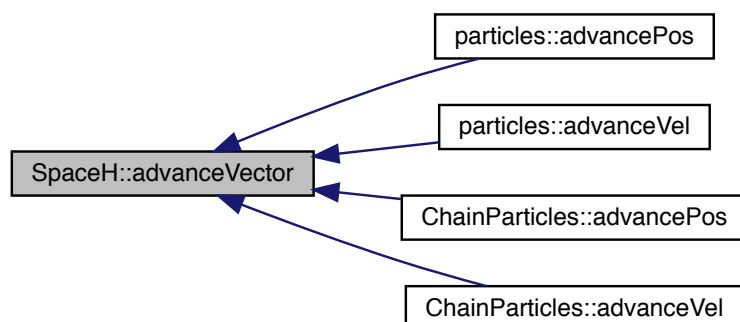 particles::advancePos
particles::advanceVel
SpaceH::advanceVector
ChainParticles::advancePos
ChainParticles::advanceVel